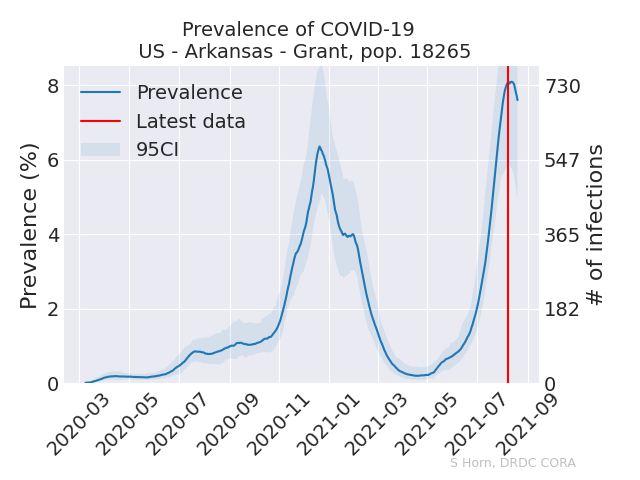 Prevalence of COVID-19
US - Arkansas - Grant, pop. 18265
Prevalence
Latest data
95CI
Prevalence (%)
8
6
4
2
0
# of infections
730
547
365
182
0
2020-03
2020-05
2020-07
2020-09
2020-11
2021-01
2021-03
2021-05
2021-07
2021-09
S Horn, DRDC CORA